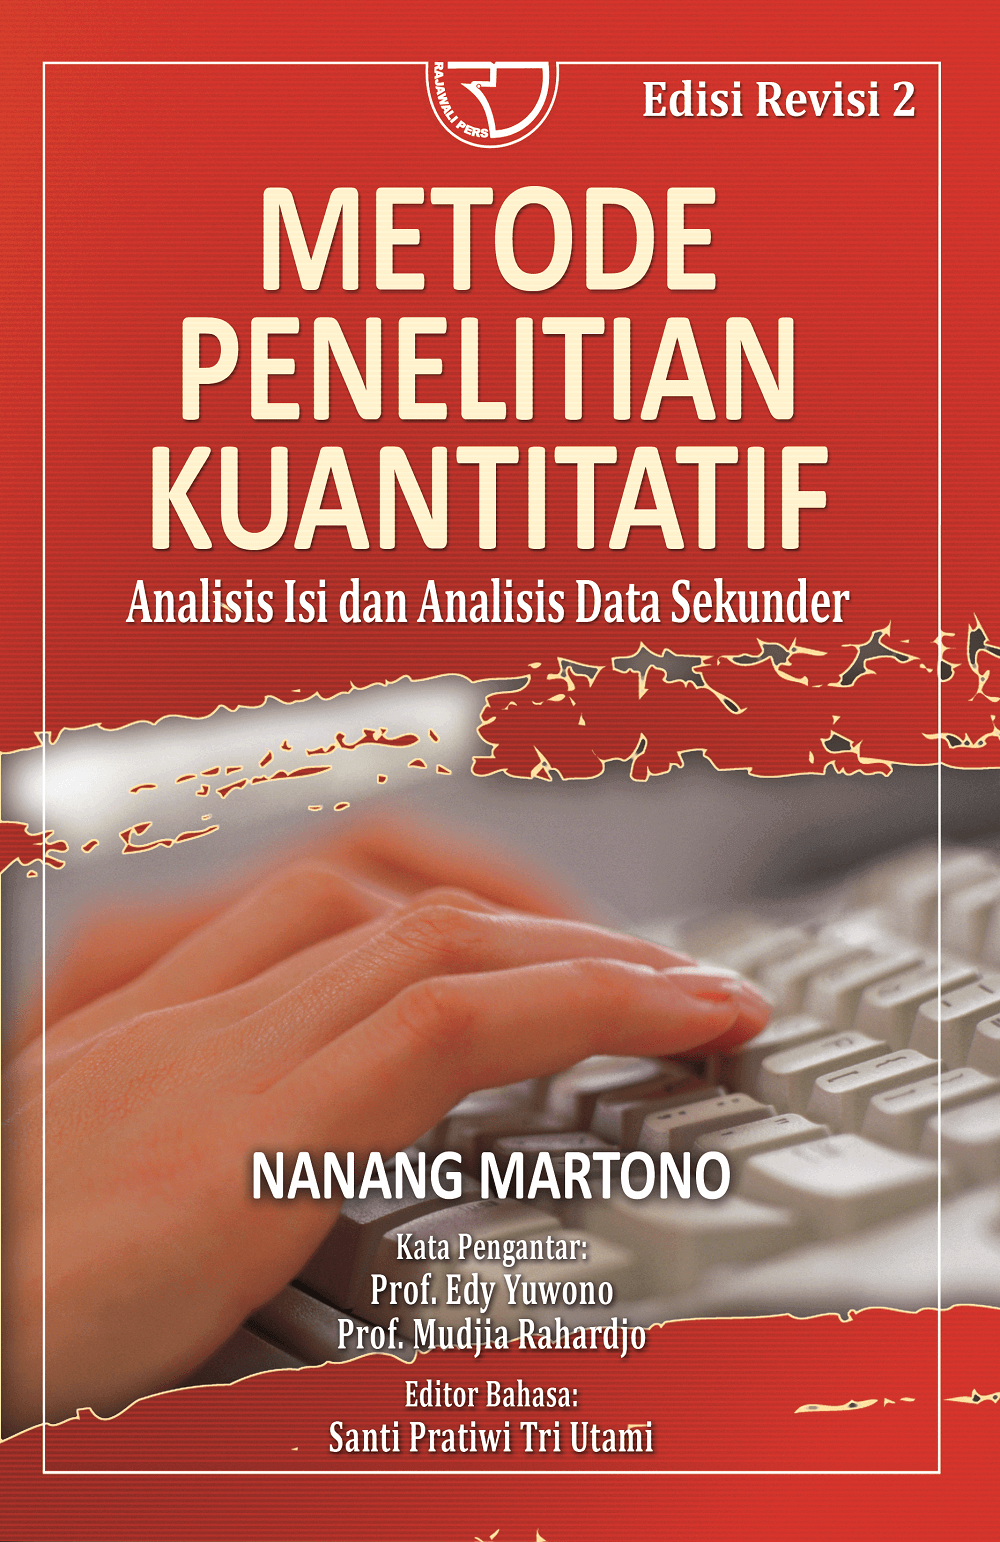 RAJAWALI PERS
Edisi Revisi 2
METODE
PENELITIAN
KUANTITATIF
Analisis Isi dan Analisis Data Sekunder
NANANG MARTONO
Kata Pengantar:
Prof. Edy Yuwono
Prof. Mudjia Rahardjo
Editor Bahasa:
Santi Pratiwi Tri Utami